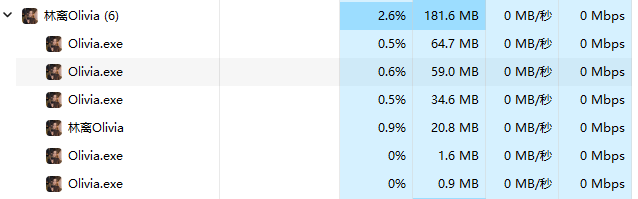 林离Olivia (6) 2.6% 181.6 MB 0 MB/秒 0 Mbps
Olivia.exe 0.5% 64.7 MB 0 MB/秒 0 Mbps
Olivia.exe 0.6% 59.0 MB 0 MB/秒 0 Mbps
Olivia.exe 0.5% 34.6 MB 0 MB/秒 0 Mbps
林离Olivia 0.9% 20.8 MB 0 MB/秒 0 Mbps
Olivia.exe 0% 1.6 MB 0 MB/秒 0 Mbps
Olivia.exe 0% 0.9 MB 0 MB/秒 0 Mbps